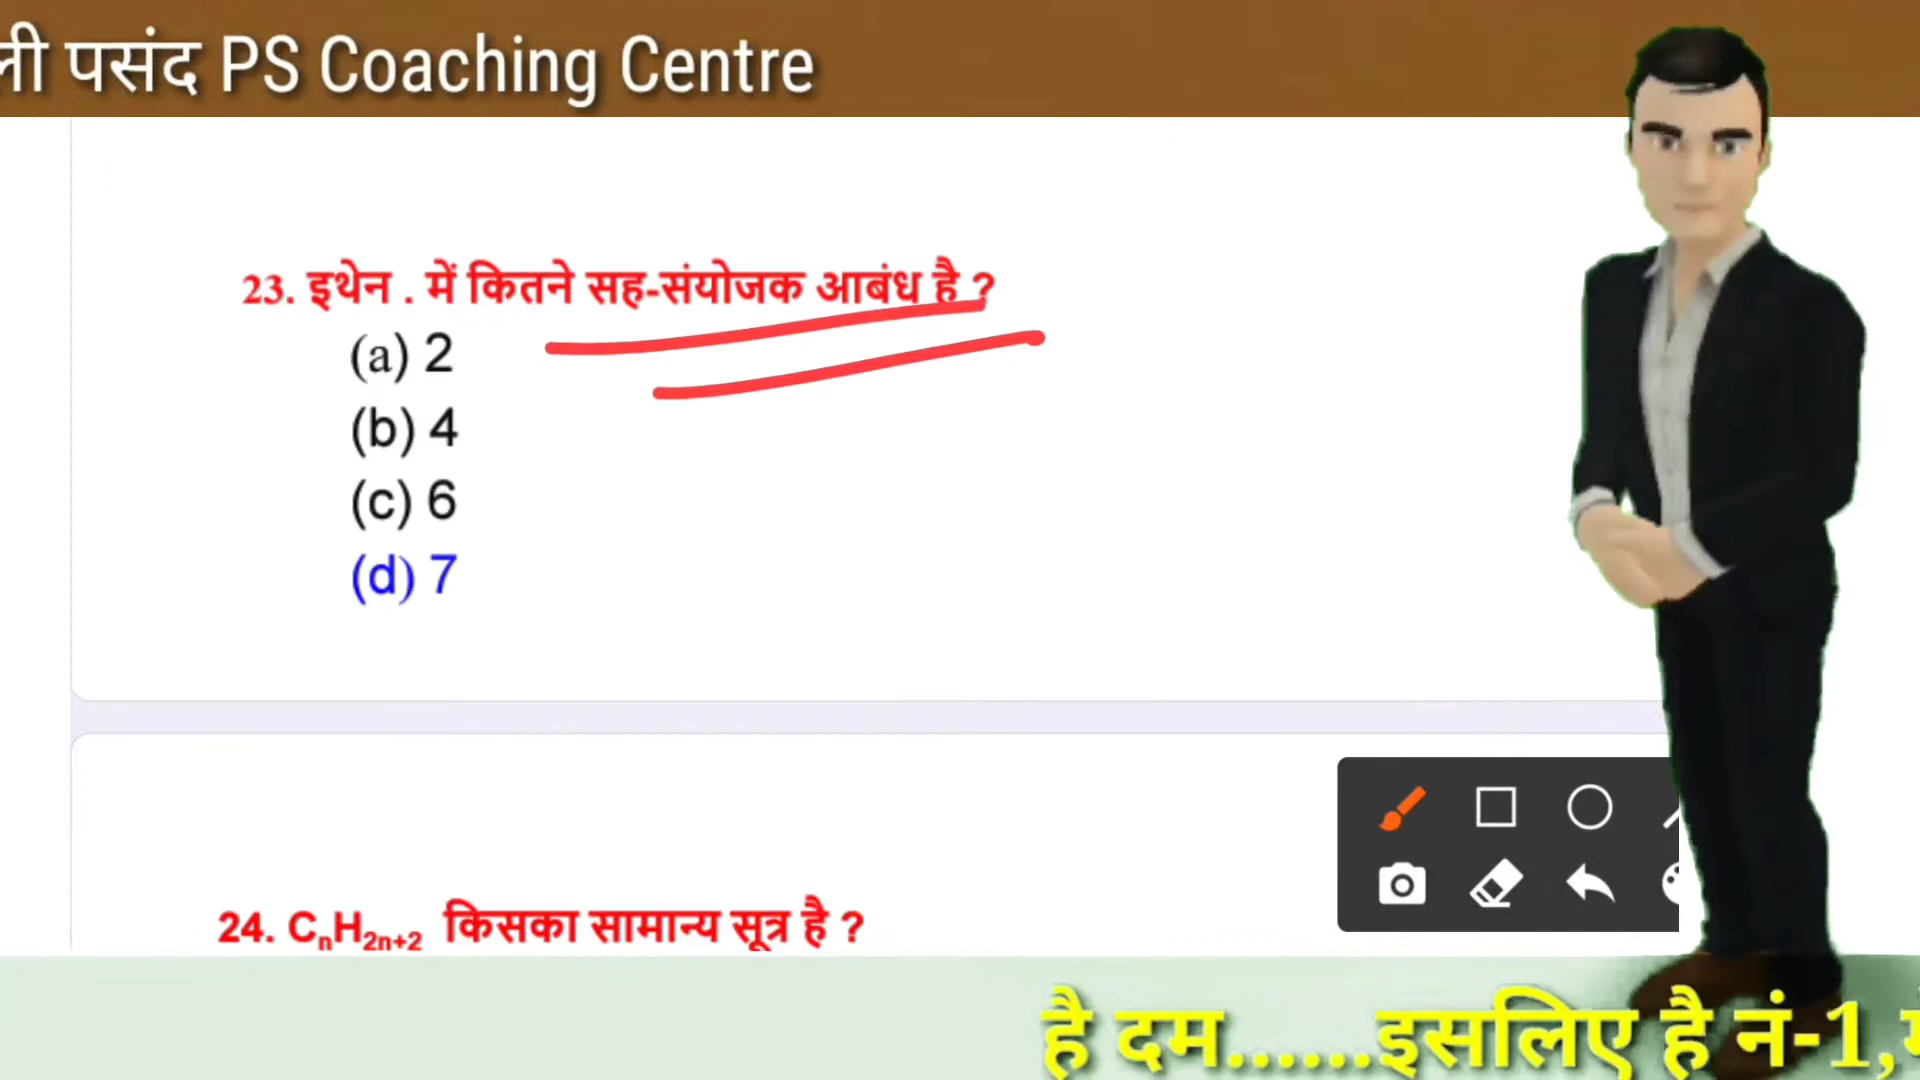 पसंद PS Coaching Centre
23. इथेन . में कितने सह-संयोजक आबंध है ?
(a) 2
(b) 4
(c) 6
(d) 7
24. CₙH₂ₙ₊₂ किसका सामान्य सूत्र है ?
है दम......इसलिए है नं-1,